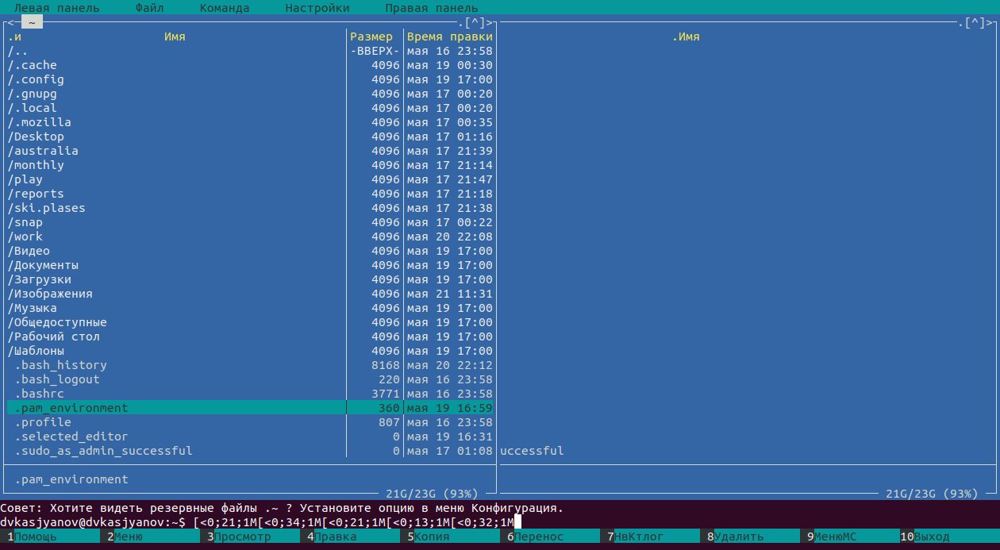 Левая панель Файл Команда Настройки Правая панель
<- ~ .[^]> .[^]>
.и Имя Размер Время правки .Имя
/.. -ВВЕРХ- мая 16 23:58
/.cache 4096 мая 19 00:30
/.config 4096 мая 19 17:00
/.gnupg 4096 мая 17 00:20
/.local 4096 мая 17 00:20
/.mozilla 4096 мая 17 00:35
/Desktop 4096 мая 17 01:16
/australia 4096 мая 17 21:39
/monthly 4096 мая 17 21:14
/play 4096 мая 17 21:47
/reports 4096 мая 17 21:18
/ski.plases 4096 мая 17 21:38
/snap 4096 мая 17 00:22
/work 4096 мая 20 22:08
/Видео 4096 мая 19 17:00
/Документы 4096 мая 19 17:00
/Загрузки 4096 мая 19 17:00
/Изображения 4096 мая 21 11:31
/Музыка 4096 мая 19 17:00
/Общедоступные 4096 мая 19 17:00
/Рабочий стол 4096 мая 19 17:00
/Шаблоны 4096 мая 19 17:00
.bash_history 8168 мая 20 22:12
.bash_logout 220 мая 16 23:58
.bashrc 3771 мая 16 23:58
.pam_environment 360 мая 19 16:59
.profile 807 мая 16 23:58
.selected_editor 0 мая 19 16:31
.sudo_as_admin_successful 0 мая 17 01:08 uccessful
.pam_environment
21G/23G (93%) 21G/23G (93%)
Совет: Хотите видеть резервные файлы .~ ? Установите опцию в меню Конфигурация.
dvkasjyanov@dvkasjyanov:~$ [<0;21;1M[<0;34;1M[<0;21;1M[<0;13;1M[<0;32;1M
1Помощь 2Меню 3Просмотр 4Правка 5Копия 6Перенос 7НвКтлог 8Удалить 9МенюМС 10Выход